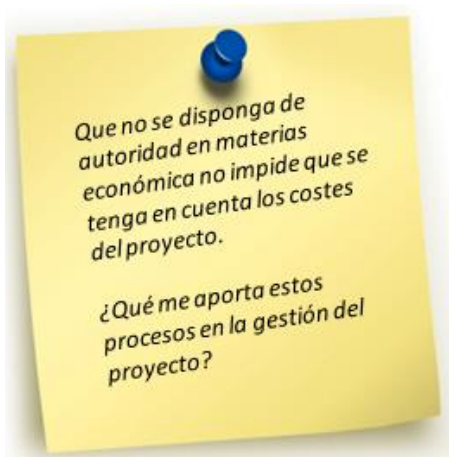 Que no se disponga de
autoridad en materias
económica no impide que se
tenga en cuenta los costes
del proyecto.
¿Qué me aporta estos
procesos en la gestión del
proyecto?